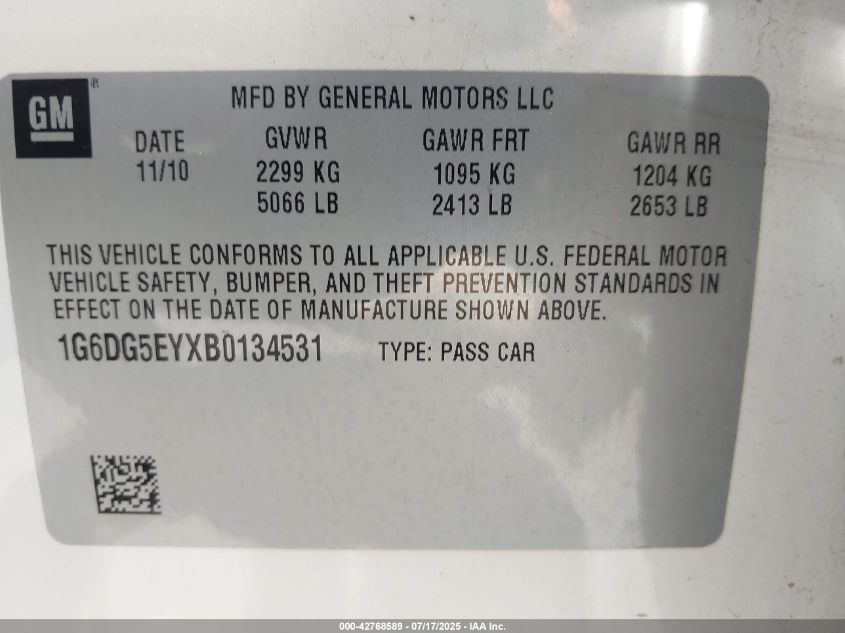 GM
®
MFD BY GENERAL MOTORS LLC
DATE GVWR GAWR FRT GAWR RR
11/10 2299 KG 1095 KG 1204 KG
5066 LB 2413 LB 2653 LB
THIS VEHICLE CONFORMS TO ALL APPLICABLE U.S. FEDERAL MOTOR
VEHICLE SAFETY, BUMPER, AND THEFT PREVENTION STANDARDS IN
EFFECT ON THE DATE OF MANUFACTURE SHOWN ABOVE.
1G6DG5EYXB0134531 TYPE: PASS CAR
000-42768589 - 07/17/2025 - IAA Inc.